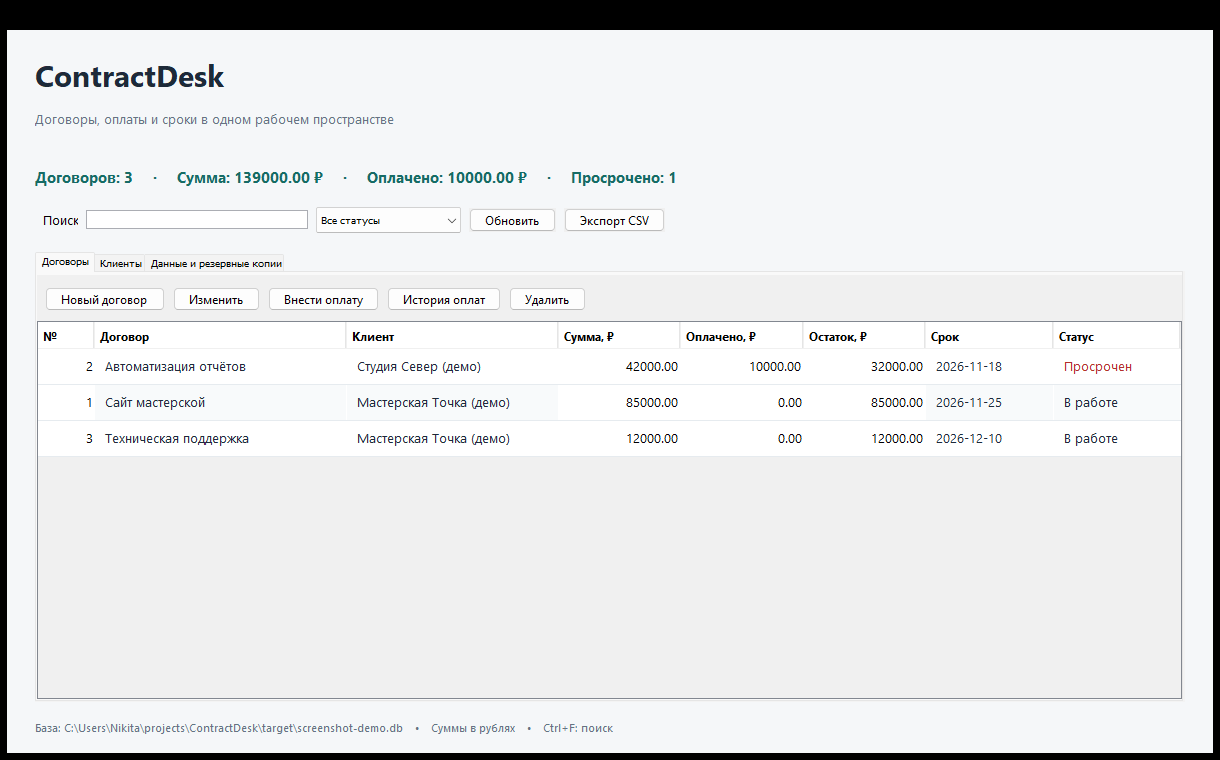 ContractDesk
Договоры, оплаты и сроки в одном рабочем пространстве
Договоров: 3 · Сумма: 139000.00 ₽ · Оплачено: 10000.00 ₽ · Просрочено: 1
Поиск Все статусы Обновить Экспорт CSV
Договоры Клиенты Данные и резервные копии
Новый договор Изменить Внести оплату История оплат Удалить
№ Договор Клиент Сумма, ₽ Оплачено, ₽ Остаток, ₽ Срок Статус
2 Автоматизация отчётов Студия Север (демо) 42000.00 10000.00 32000.00 2026-11-18 Просрочен
1 Сайт мастерской Мастерская Точка (демо) 85000.00 0.00 85000.00 2026-11-25 В работе
3 Техническая поддержка Мастерская Точка (демо) 12000.00 0.00 12000.00 2026-12-10 В работе
База: C:\Users\Nikita\projects\ContractDesk\target\screenshot-demo.db • Суммы в рублях • Ctrl+F: поиск